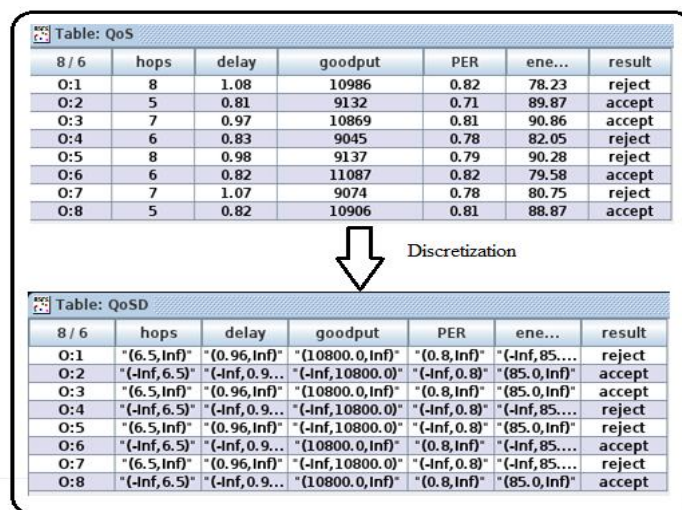 Table: QoS
8 / 6 hops delay goodput PER ene... result
O:1 8 1.08 10986 0.82 78.23 reject
O:2 5 0.81 9132 0.71 89.87 accept
O:3 7 0.97 10869 0.81 90.86 accept
O:4 6 0.83 9045 0.78 82.05 reject
O:5 8 0.98 9137 0.79 90.28 reject
O:6 6 0.82 11087 0.82 79.58 accept
O:7 7 1.07 9074 0.78 80.75 reject
O:8 5 0.82 10906 0.81 88.87 accept
Discretization
Table: QoSD
8 / 6 hops delay goodput PER ene... result
O:1 "(6.5,Inf)" "(0.96,Inf)" "(10800.0,Inf)" "(0.8,Inf)" "(-Inf,85.... reject
O:2 "(-Inf,6.5)" "(-Inf,0.9... "(-Inf,10800.0)" "(-Inf,0.8)" "(85.0,Inf)" accept
O:3 "(6.5,Inf)" "(0.96,Inf)" "(10800.0,Inf)" "(0.8,Inf)" "(85.0,Inf)" accept
O:4 "(-Inf,6.5)" "(-Inf,0.9... "(-Inf,10800.0)" "(-Inf,0.8)" "(-Inf,85.... reject
O:5 "(6.5,Inf)" "(0.96,Inf)" "(-Inf,10800.0)" "(-Inf,0.8)" "(85.0,Inf)" reject
O:6 "(-Inf,6.5)" "(-Inf,0.9... "(10800.0,Inf)" "(0.8,Inf)" "(-Inf,85.... accept
O:7 "(6.5,Inf)" "(0.96,Inf)" "(-Inf,10800.0)" "(-Inf,0.8)" "(-Inf,85.... reject
O:8 "(-Inf,6.5)" "(-Inf,0.9... "(10800.0,Inf)" "(0.8,Inf)" "(85.0,Inf)" accept